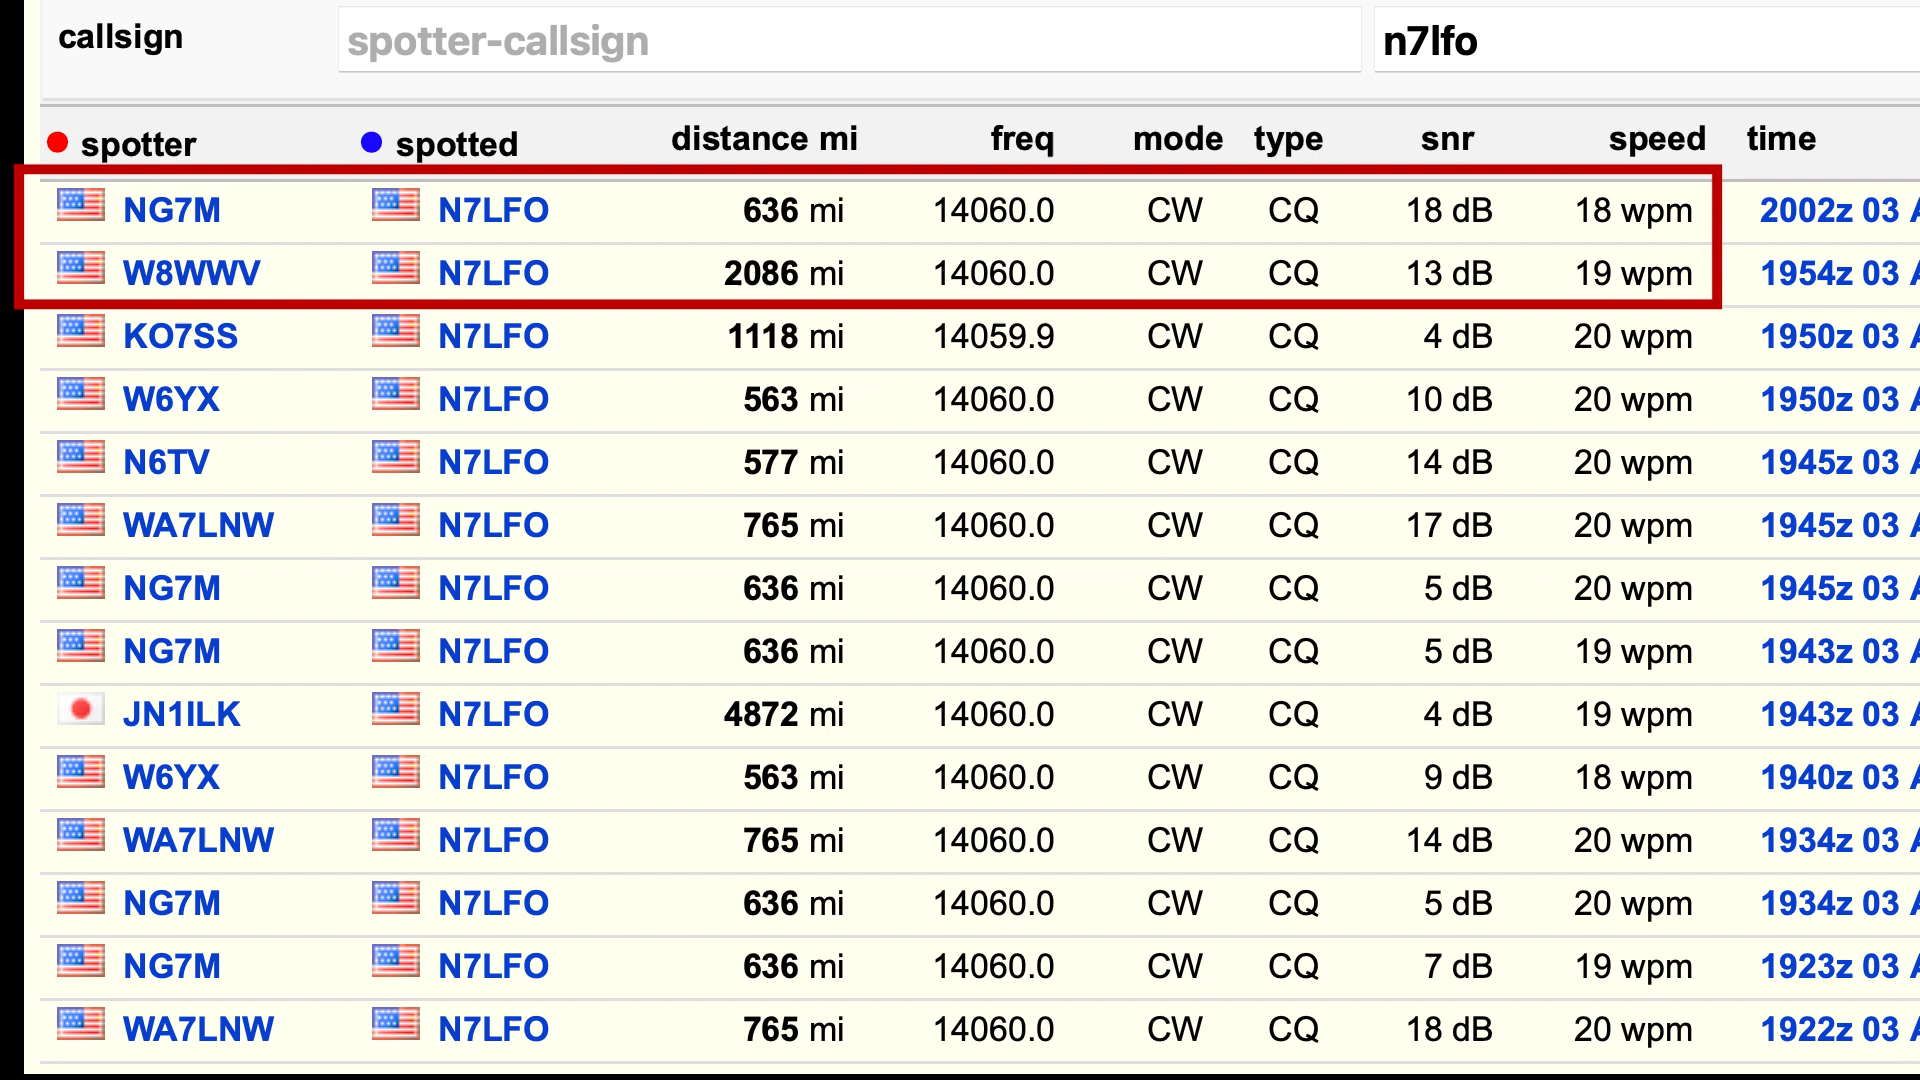 callsign spotter-callsign n7lfo
spotter spotted distance mi freq mode type snr speed time
NG7M N7LFO 636 mi 14060.0 CW CQ 18 dB 18 wpm 2002z 03
W8WWV N7LFO 2086 mi 14060.0 CW CQ 13 dB 19 wpm 1954z 03
KO7SS N7LFO 1118 mi 14059.9 CW CQ 4 dB 20 wpm 1950z 03
W6YX N7LFO 563 mi 14060.0 CW CQ 10 dB 20 wpm 1950z 03
N6TV N7LFO 577 mi 14060.0 CW CQ 14 dB 20 wpm 1945z 03
WA7LNW N7LFO 765 mi 14060.0 CW CQ 17 dB 20 wpm 1945z 03
NG7M N7LFO 636 mi 14060.0 CW CQ 5 dB 20 wpm 1945z 03
NG7M N7LFO 636 mi 14060.0 CW CQ 5 dB 19 wpm 1943z 03
JN1ILK N7LFO 4872 mi 14060.0 CW CQ 4 dB 19 wpm 1943z 03
W6YX N7LFO 563 mi 14060.0 CW CQ 9 dB 18 wpm 1940z 03
WA7LNW N7LFO 765 mi 14060.0 CW CQ 14 dB 20 wpm 1934z 03
NG7M N7LFO 636 mi 14060.0 CW CQ 5 dB 20 wpm 1934z 03
NG7M N7LFO 636 mi 14060.0 CW CQ 7 dB 19 wpm 1923z 03
WA7LNW N7LFO 765 mi 14060.0 CW CQ 18 dB 20 wpm 1922z 03